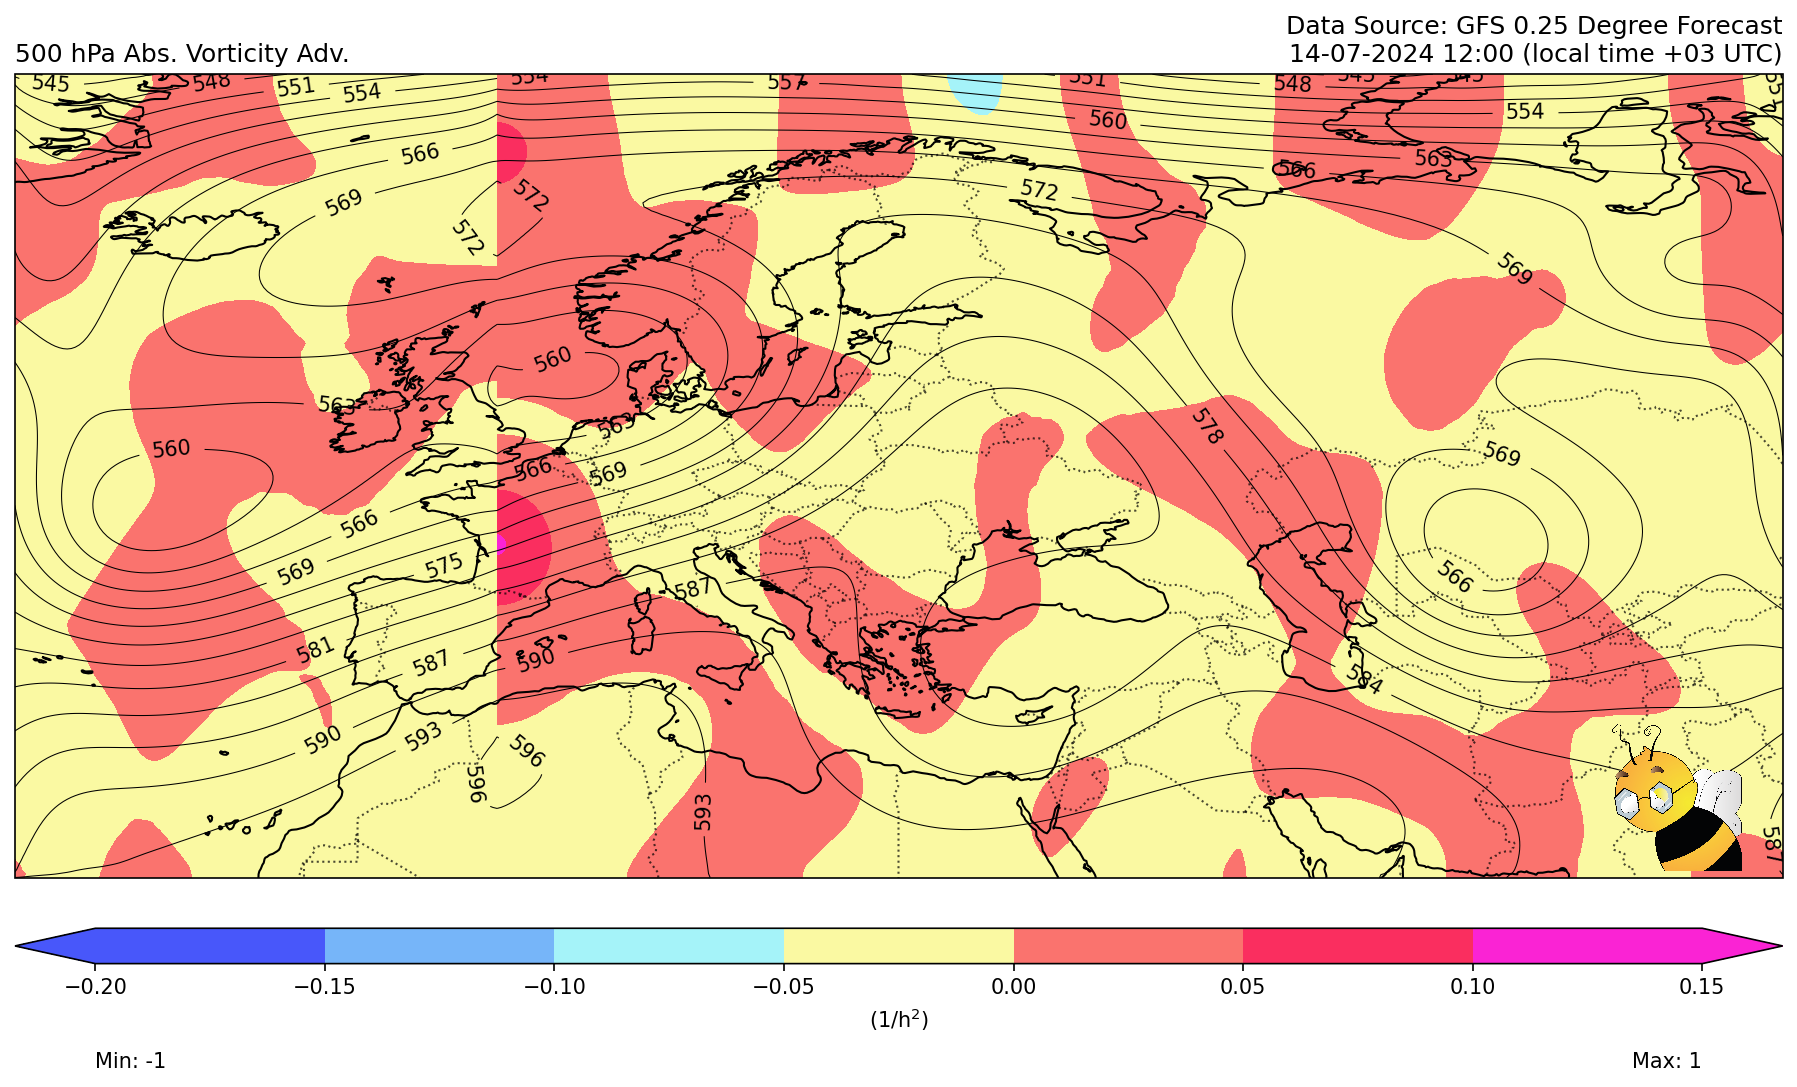 Data Source: GFS 0.25 Degree Forecast
500 hPa Abs. Vorticity Adv.
14-07-2024 12:00 (local time +03 UTC)
545 548 551 554 554 557 551 548 545 545 551
554 560 554
566 563 566
569 572 572 572
569
560
563 563 578
560 566 569 569
566
575 566
569 587
581 587 590 584
590 593 596
596 593 587
−0.20 −0.15 −0.10 −0.05 0.00 0.05 0.10 0.15
(1/h²)
Min: -1 Max: 1